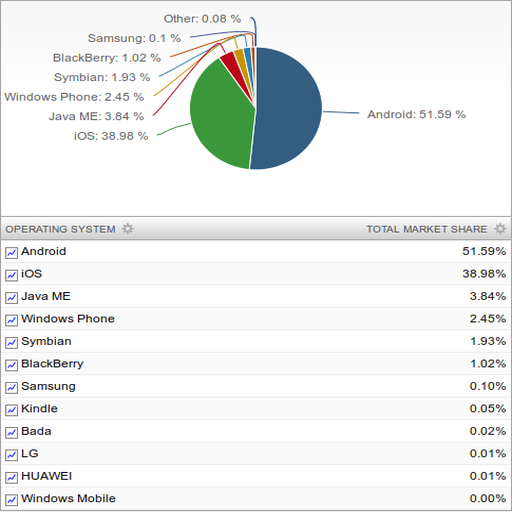 Other: 0.08 %
Samsung: 0.1 %
BlackBerry: 1.02 %
Symbian: 1.93 %
Windows Phone: 2.45 %
Java ME: 3.84 %
iOS: 38.98 %
Android: 51.59 %
OPERATING SYSTEM TOTAL MARKET SHARE
Android 51.59%
iOS 38.98%
Java ME 3.84%
Windows Phone 2.45%
Symbian 1.93%
BlackBerry 1.02%
Samsung 0.10%
Kindle 0.05%
Bada 0.02%
LG 0.01%
HUAWEI 0.01%
Windows Mobile 0.00%